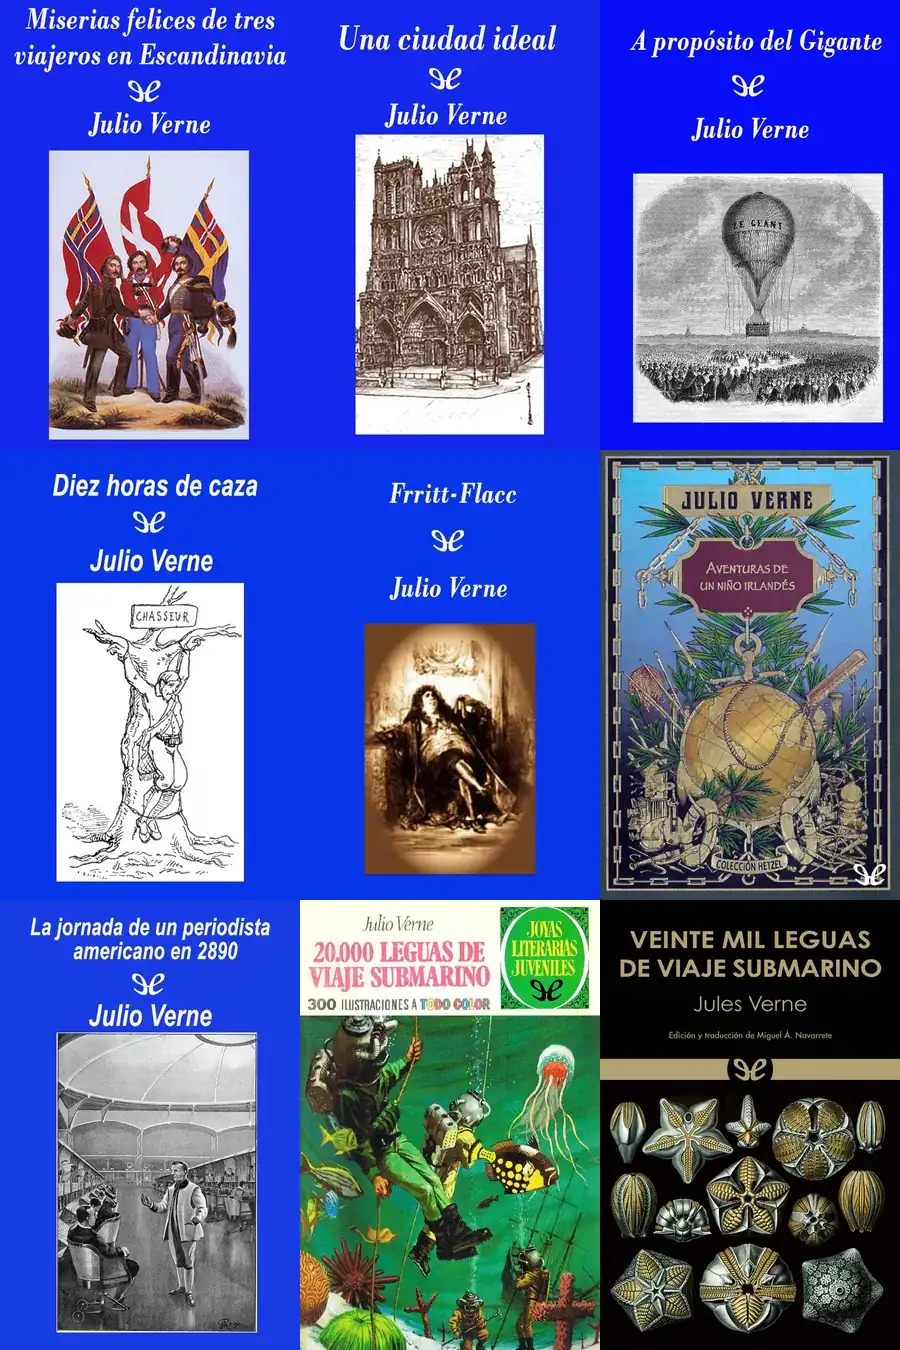 Miserias felices de tres
viajeros en Escandinavia
Julio Verne
Una ciudad ideal
Julio Verne
A propósito del Gigante
Julio Verne
LE GEANT
Diez horas de caza
Julio Verne
CHASSEUR
Frritt-Flacc
Julio Verne
JULIO VERNE
AVENTURAS DE
UN NIÑO IRLANDÉS
COLECCIÓN HETZEL
La jornada de un periodista
americano en 2890
Julio Verne
Julio Verne
20.000 LEGUAS DE
VIAJE SUBMARINO
300 ILUSTRACIONES A TODO COLOR
JOYAS
LITERARIAS
JUVENILES
VEINTE MIL LEGUAS
DE VIAJE SUBMARINO
Jules Verne
Edición y traducción de Miguel Á. Navarrete